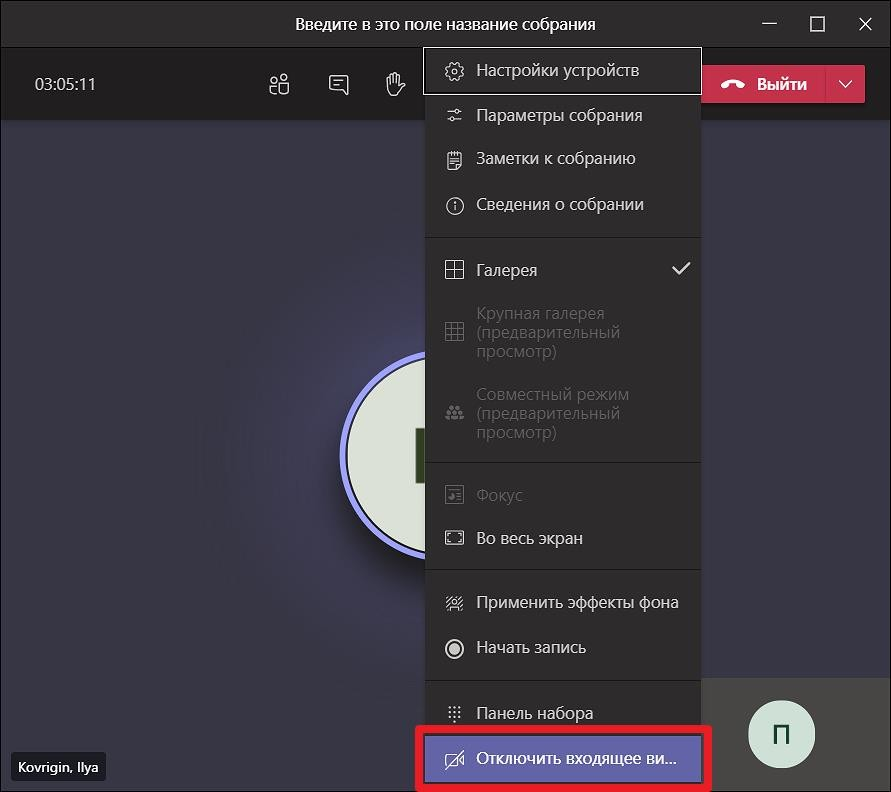 Введите в это поле название собрания
03:05:11
Выйти
Настройки устройств
Параметры собрания
Заметки к собранию
Сведения о собрании
Галерея
Крупная галерея
(предварительный
просмотр)
Совместный режим
(предварительный
просмотр)
Фокус
Во весь экран
Применить эффекты фона
Начать запись
Панель набора
Отключить входящее ви...
П
Kovrigin, Ilya